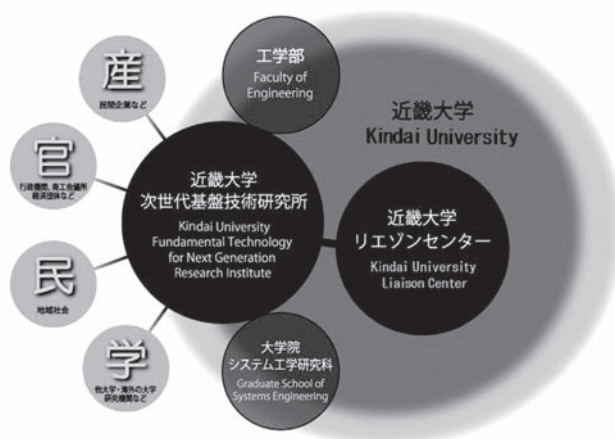 産
民間企業など
官
行政機関、商工会議所
経済団体など
民
地域社会
学
他大学・海外の大学
研究機関など
工学部
Faculty of
Engineering
近畿大学
次世代基盤技術研究所
Kindai University
Fundamental Technology
for Next Generation
Research Institute
大学院
システム工学研究科
Graduate School of
Systems Engineering
近畿大学
Kindai University
近畿大学
リエゾンセンター
Kindai University
Liaison Center